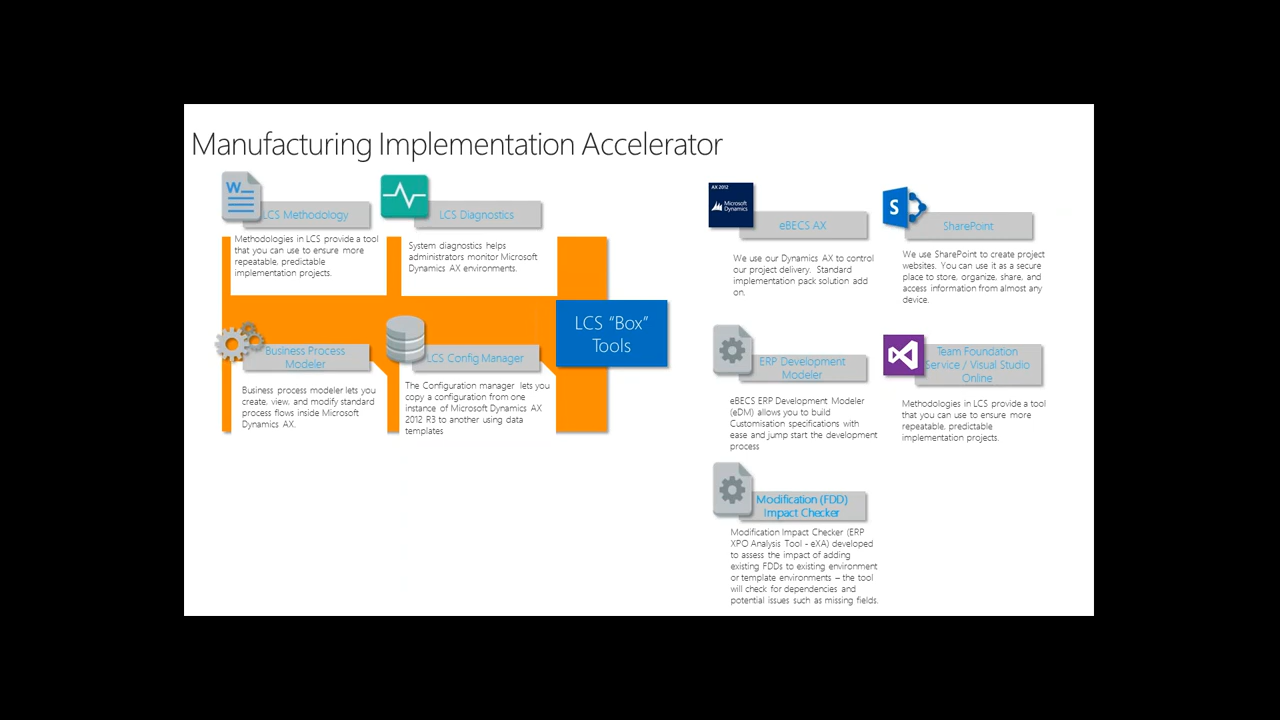 Manufacturing Implementation Accelerator
W
LCS Methodology
Methodologies in LCS provide a tool
that you can use to ensure more
repeatable, predictable
implementation projects.
LCS Diagnostics
System diagnostics helps
administrators monitor Microsoft
Dynamics AX environments.
Business Process
Modeler
Business process modeler lets you
create, view, and modify standard
process flows inside Microsoft
Dynamics AX.
LCS Config Manager
The Configuration manager lets you
copy a configuration from one
instance of Microsoft Dynamics AX
2012 R3 to another using data
templates
LCS “Box”
Tools
AX 2012
Microsoft
Dynamics
eBECS AX
We use our Dynamics AX to control
our project delivery. Standard
implementation pack solution add
on.
S
SharePoint
We use SharePoint to create project
websites. You can use it as a secure
place to store, organize, share, and
access information from almost any
device.
ERP Development
Modeler
eBECS ERP Development Modeler
(eDM) allows you to build
Customisation specifications with
ease and jump start the development
process
Team Foundation
Service / Visual Studio
Online
Methodologies in LCS provide a tool
that you can use to ensure more
repeatable, predictable
implementation projects.
Modification (FDD)
Impact Checker
Modification Impact Checker (ERP
XPO Analysis Tool - eXA) developed
to assess the impact of adding
existing FDDs to existing environment
or template environments – the tool
will check for dependencies and
potential issues such as missing fields.